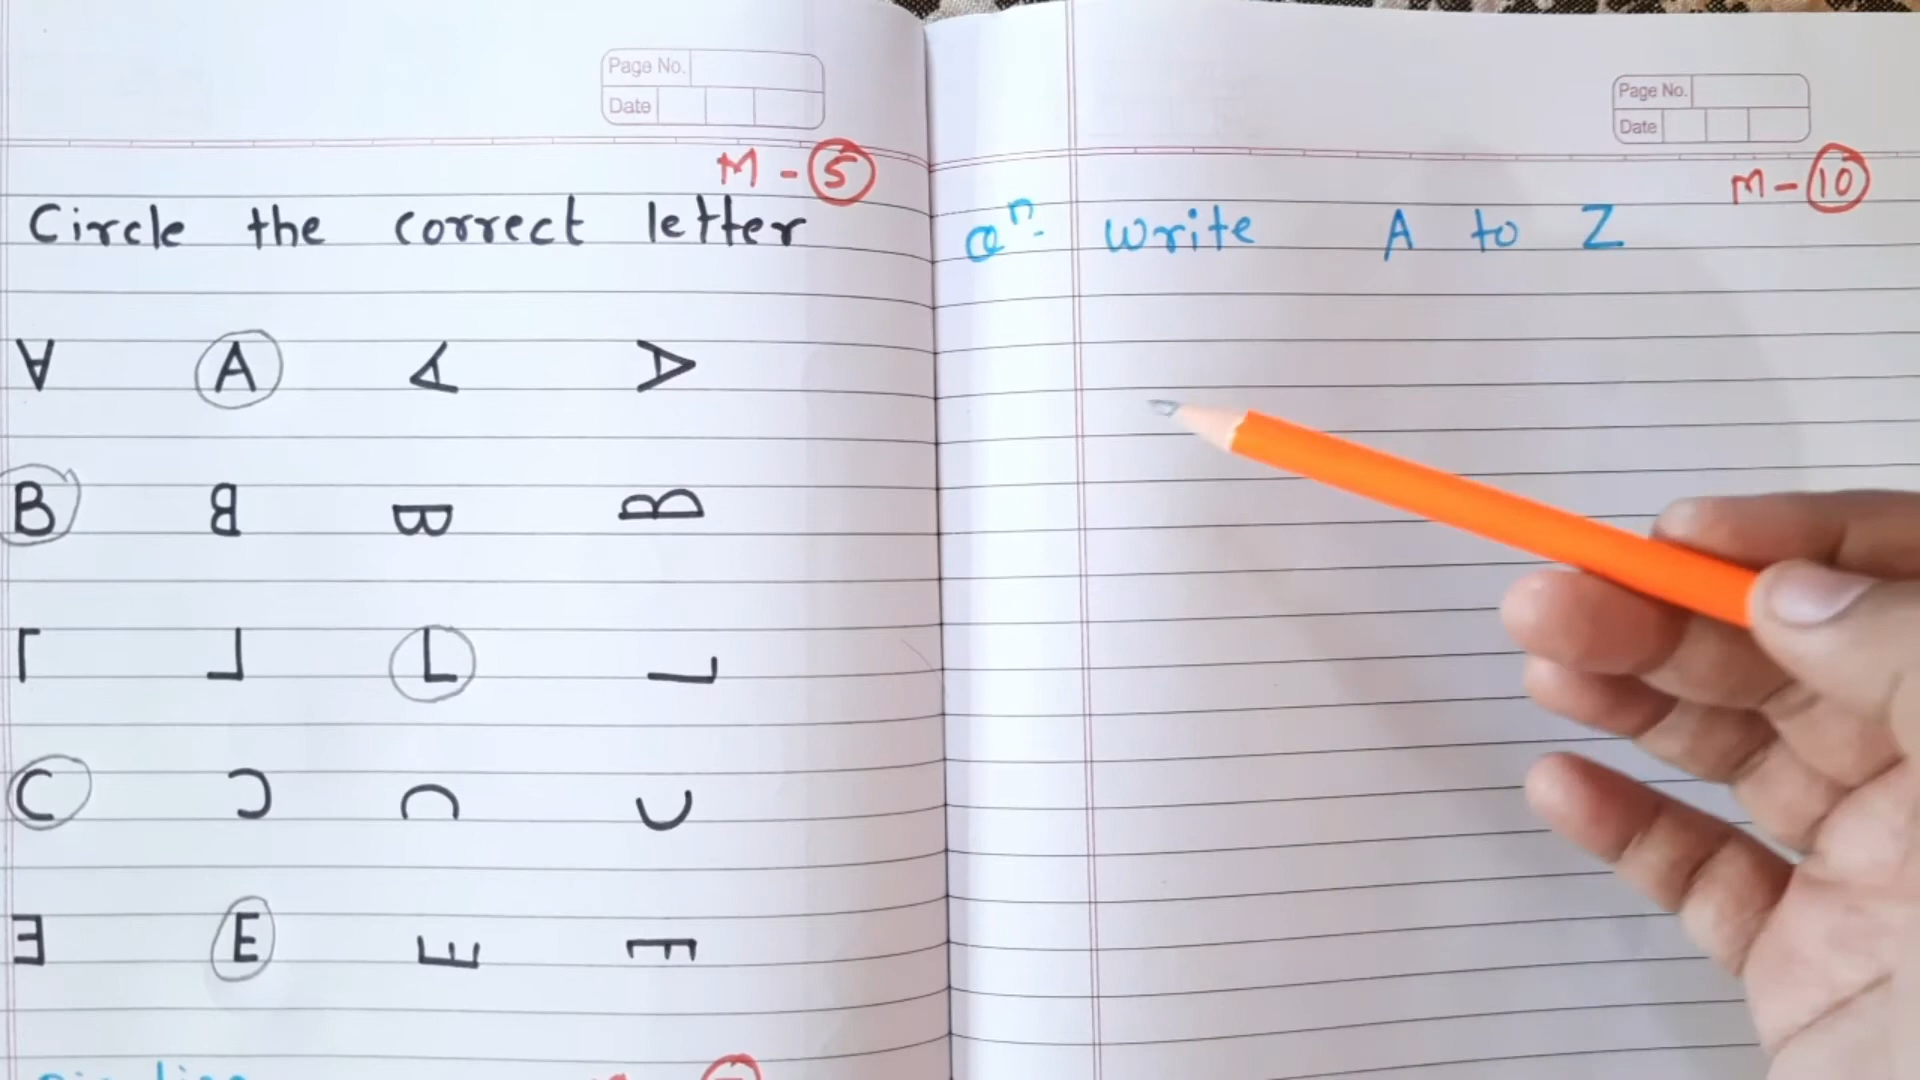 Page No.
Date
M - 5
Circle the correct letter
∀ A A A
B B B B
L L L L
C C C C
E E E E
Page No.
Date
M - 10
Qn. write A to Z